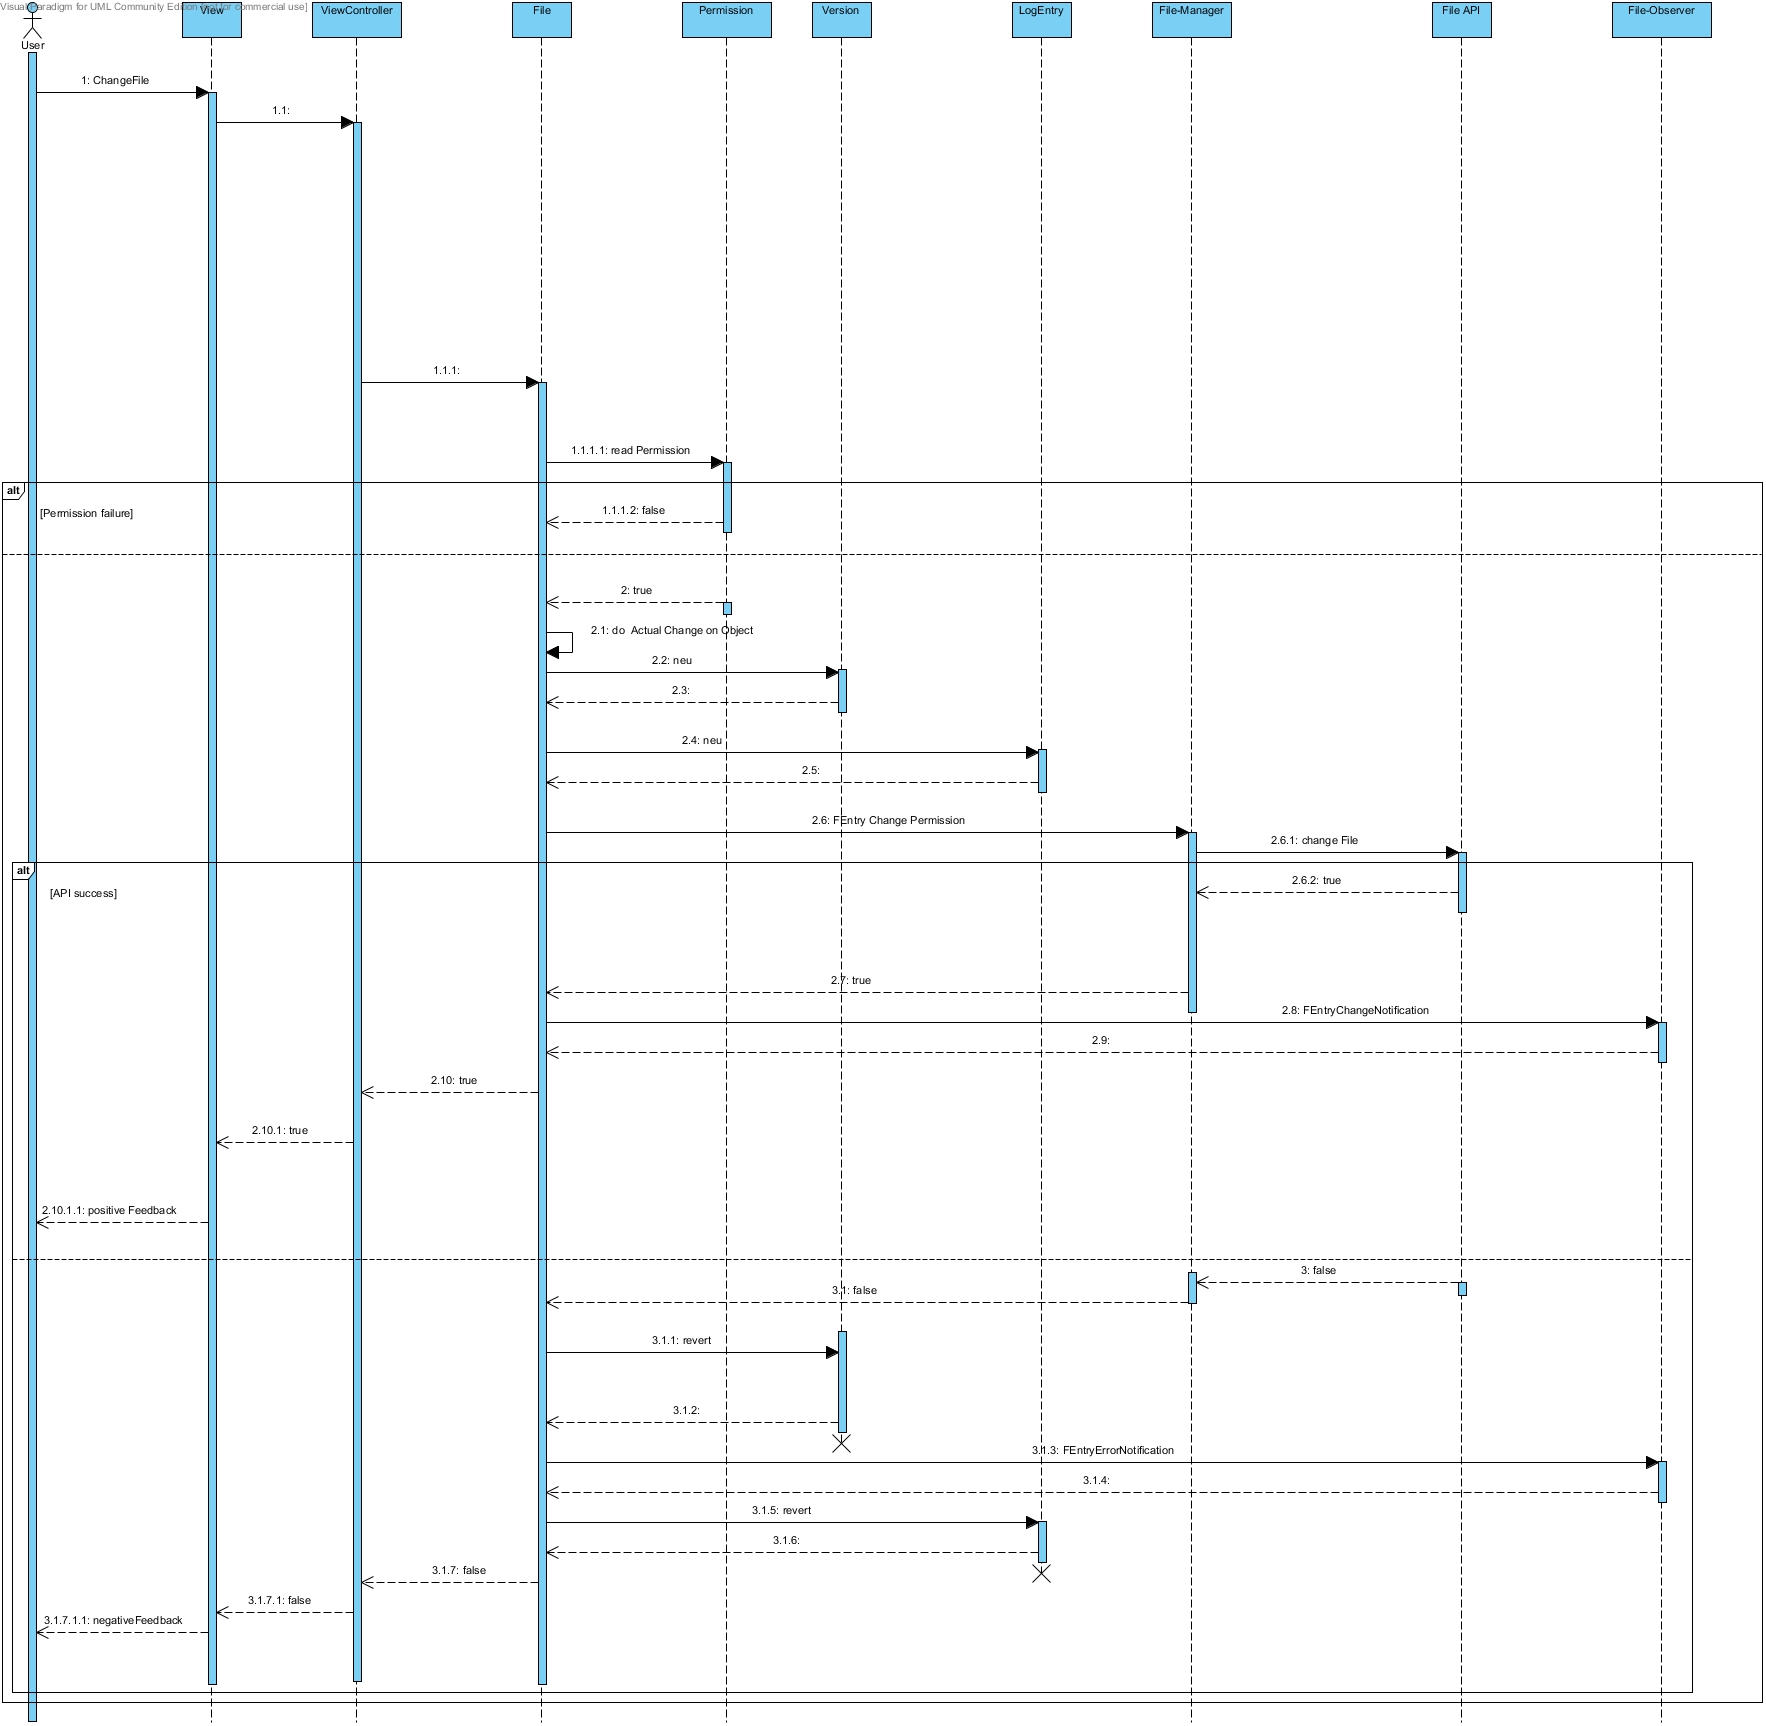 Visual Paradigm for UML Community Edition [not for commercial use]
User
View
ViewController
File
Permission
Version
LogEntry
File-Manager
File API
File-Observer
1: ChangeFile
1.1:
1.1.1:
1.1.1.1: read Permission
alt
[Permission failure]
1.1.1.2: false
2: true
2.1: do  Actual Change on Object
2.2: neu
2.3:
2.4: neu
2.5:
2.6: FEntry Change Permission
2.6.1: change File
alt
[API success]
2.6.2: true
2.7: true
2.8: FEntryChangeNotification
2.9:
2.10: true
2.10.1: true
2.10.1.1: positive Feedback
3: false
3.1: false
3.1.1: revert
3.1.2:
3.1.3: FEntryErrorNotification
3.1.4:
3.1.5: revert
3.1.6:
3.1.7: false
3.1.7.1: false
3.1.7.1.1: negativeFeedback